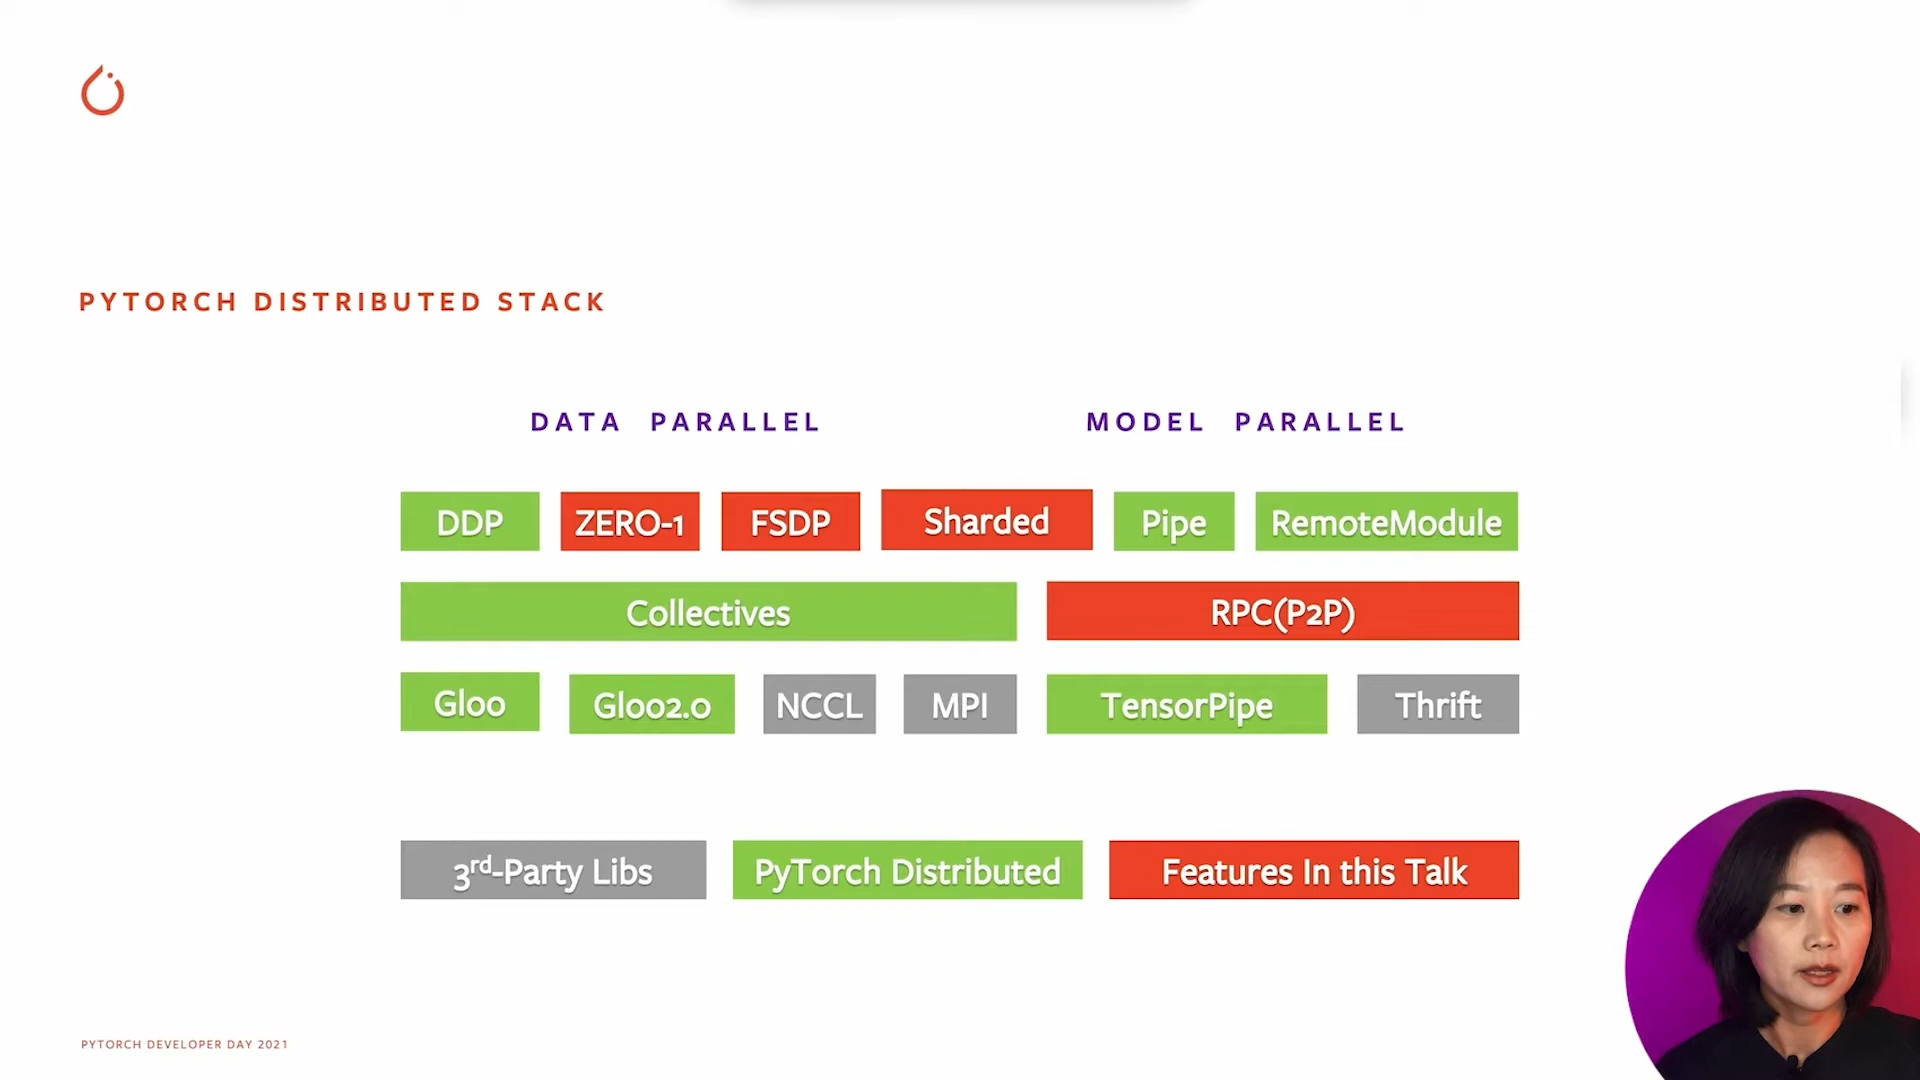 PYTORCH DISTRIBUTED STACK
DATA PARALLEL MODEL PARALLEL
DDP ZERO-1 FSDP Sharded Pipe RemoteModule
Collectives RPC(P2P)
Gloo Gloo2.0 NCCL MPI TensorPipe Thrift
3rd-Party Libs PyTorch Distributed Features In this Talk
PYTORCH DEVELOPER DAY 2021